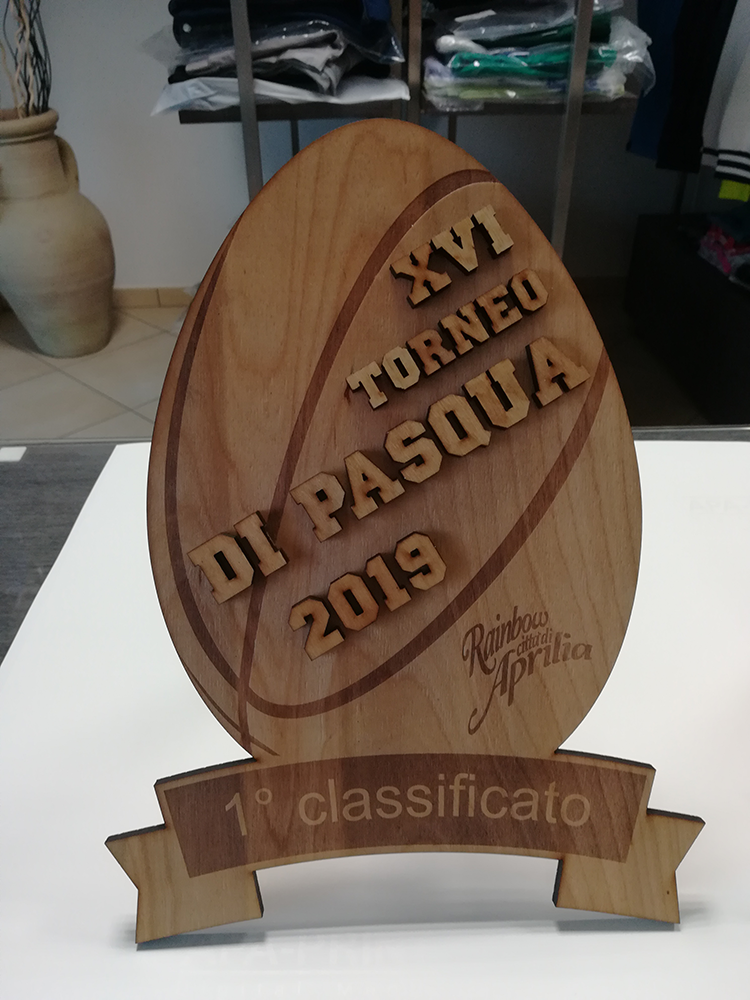 XVI
TORNEO
DI PASQUA
2019
Rainbow
città di
Aprilia
1° classificato